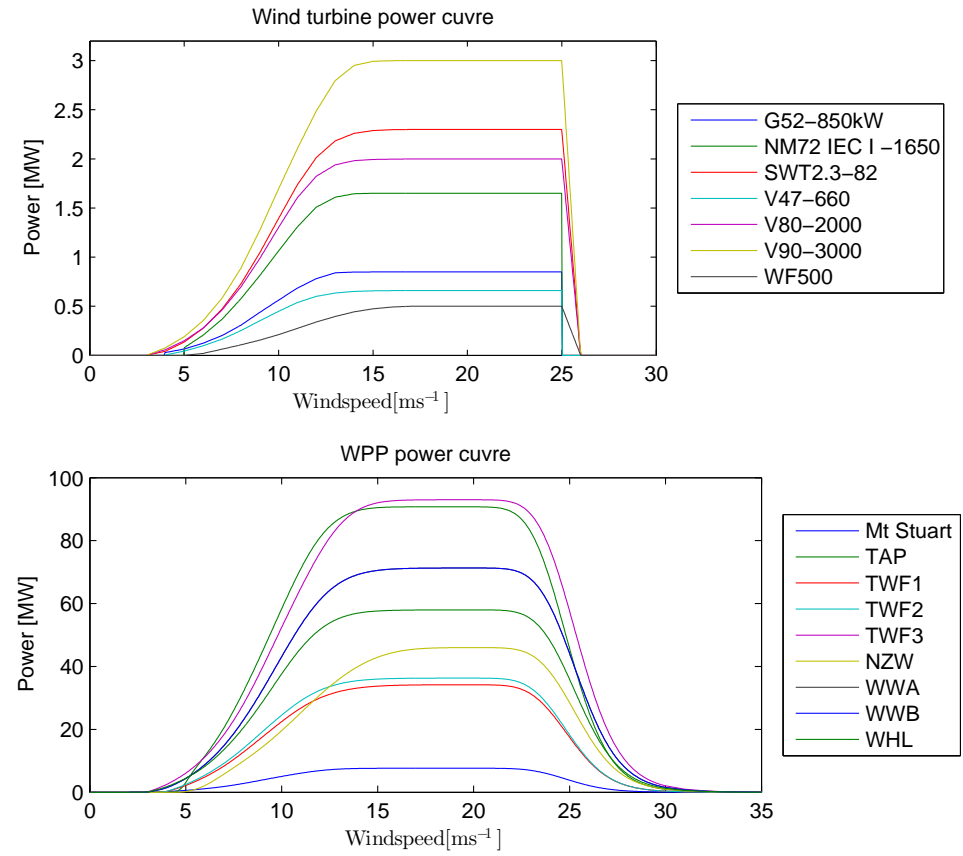 Wind turbine power cuvre
3
2.5
2
1.5
1
0.5
0
Power [MW]
0 5 10 15 20 25 30
Windspeed[ms⁻¹]
G52−850kW
NM72 IEC I −1650
SWT2.3−82
V47−660
V80−2000
V90−3000
WF500
WPP power cuvre
100
80
60
40
20
0
Power [MW]
0 5 10 15 20 25 30 35
Windspeed[ms⁻¹]
Mt Stuart
TAP
TWF1
TWF2
TWF3
NZW
WWA
WWB
WHL